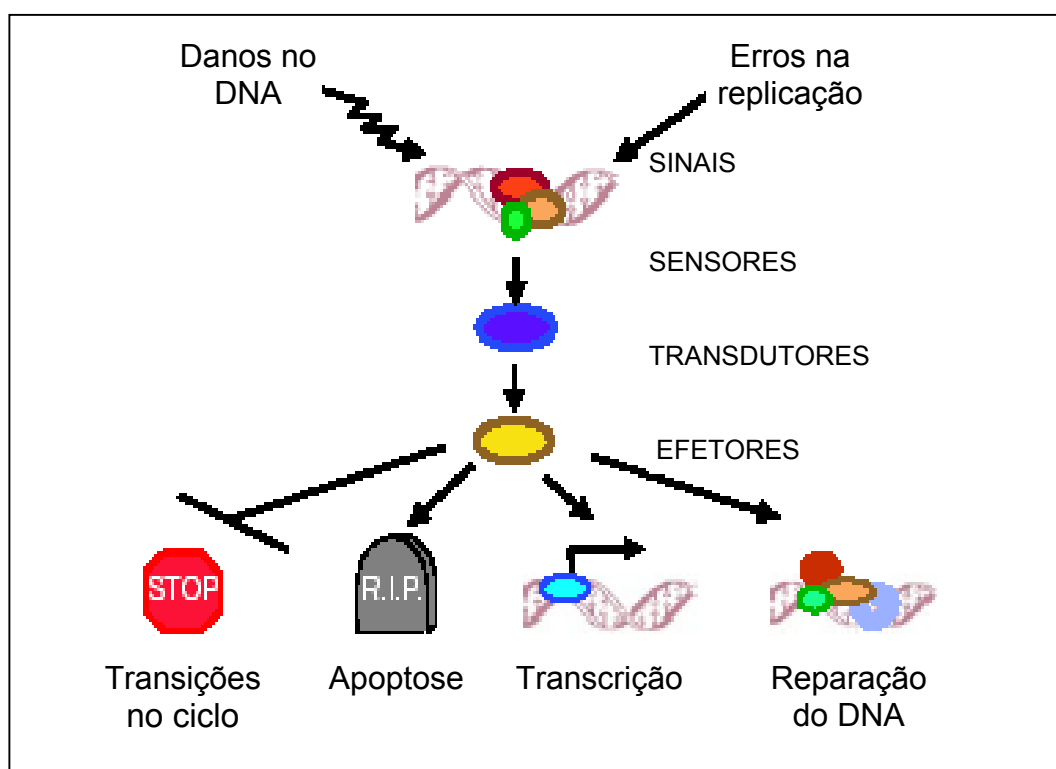 Danos no
DNA
Erros na
replicação
SINAIS
SENSORES
TRANSDUTORES
EFETORES
STOP
R.I.P.
Transições
no ciclo
Apoptose
Transcrição
Reparação
do DNA